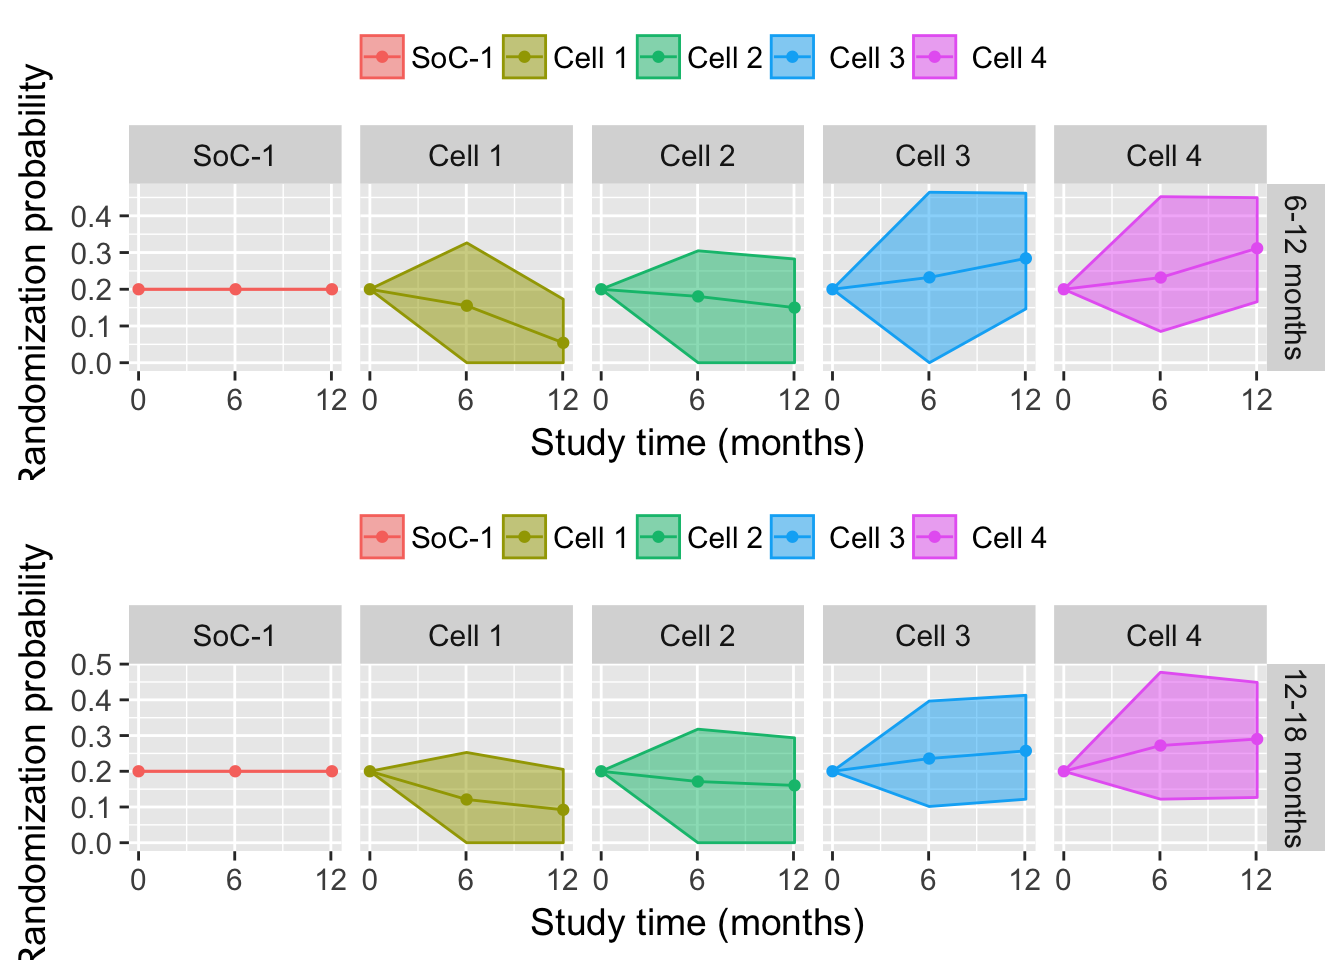 SoC-1 Cell 1 Cell 2 Cell 3 Cell 4
Randomization probability
SoC-1 Cell 1 Cell 2 Cell 3 Cell 4
0.4
0.3
0.2
0.1
0.0
6-12 months
0 6 12 0 6 12 0 6 12 0 6 12 0 6 12
Study time (months)
SoC-1 Cell 1 Cell 2 Cell 3 Cell 4
Randomization probability
SoC-1 Cell 1 Cell 2 Cell 3 Cell 4
0.5
0.4
0.3
0.2
0.1
0.0
12-18 months
0 6 12 0 6 12 0 6 12 0 6 12 0 6 12
Study time (months)